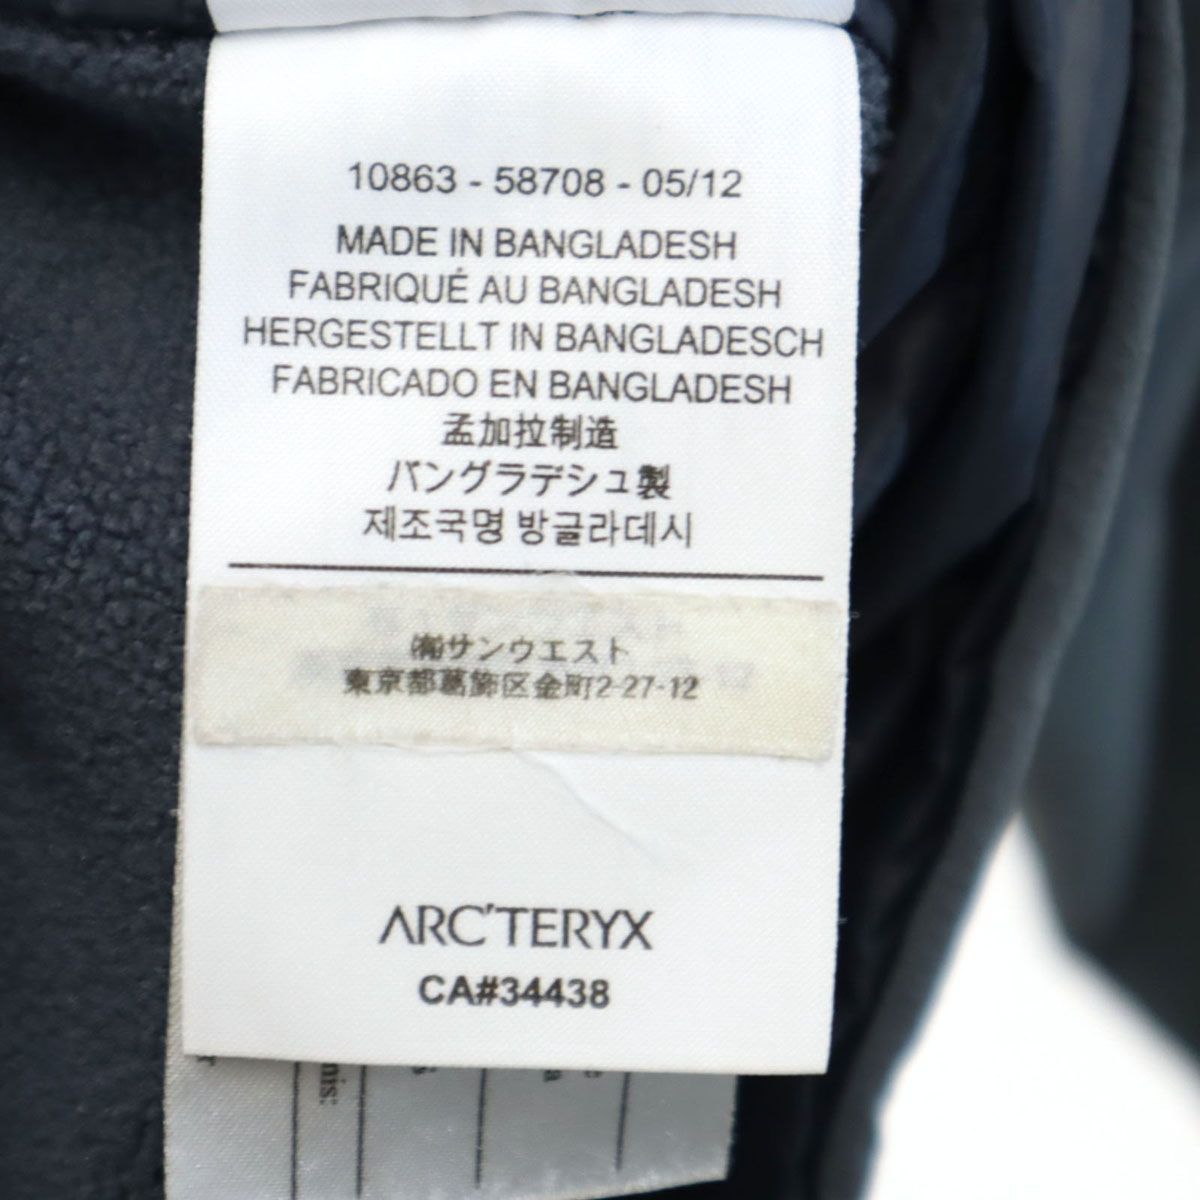 10863 - 58708 - 05/12
MADE IN BANGLADESH
FABRIQUÉ AU BANGLADESH
HERGESTELLT IN BANGLADESCH
FABRICADO EN BANGLADESH
孟加拉制造
バングラデシュ製
제조국명 방글라데시
㈲サンウエスト
東京都葛飾区金町2-27-12
ARC'TERYX
CA#34438
nis: